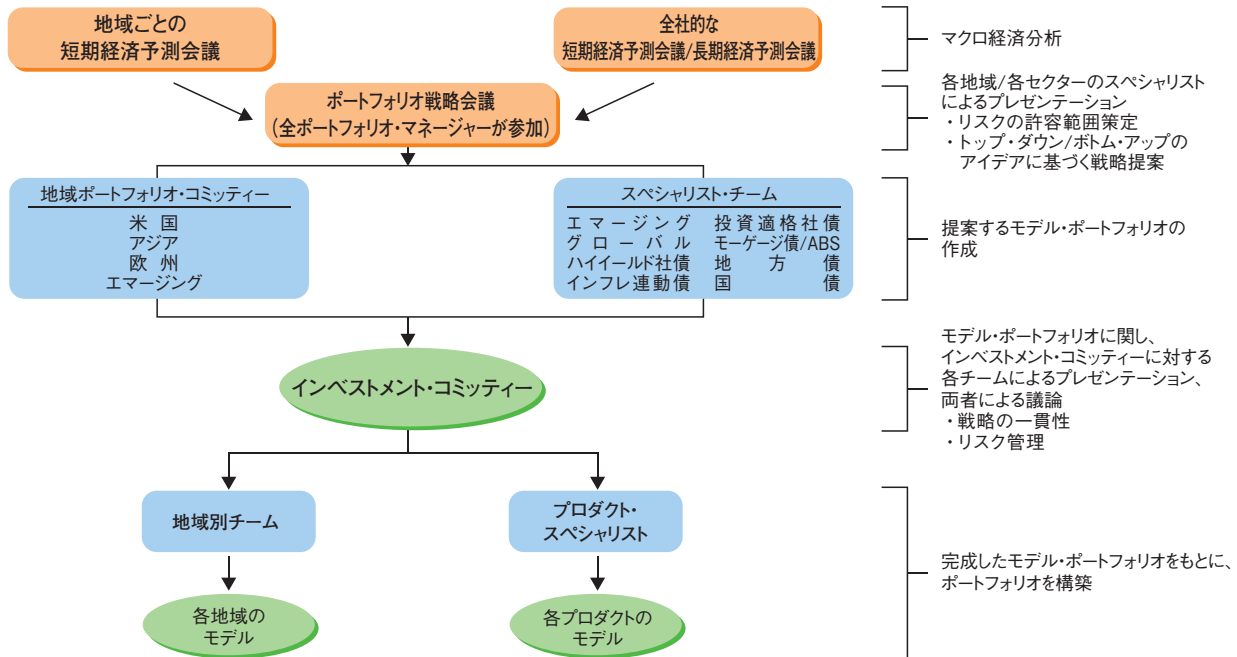 地域ごとの
短期経済予測会議
全社的な
短期経済予測会議/長期経済予測会議
マクロ経済分析
ポートフォリオ戦略会議
(全ポートフォリオ・マネージャーが参加)
各地域/各セクターのスペシャリスト
によるプレゼンテーション
・リスクの許容範囲策定
・トップ・ダウン/ボトム・アップの
アイデアに基づく戦略提案
地域ポートフォリオ・コミッティー
米 国
アジア
欧 州
エマージング
スペシャリスト・チーム
エマージング 投資適格社債
グローバル モーゲージ債/ABS
ハイイールド社債 地方債
インフレ連動債 国債
提案するモデル・ポートフォリオの
作成
インベストメント・コミッティー
モデル・ポートフォリオに関し、
インベストメント・コミッティーに対する
各チームによるプレゼンテーション、
両者による議論
・戦略の一貫性
・リスク管理
地域別チーム
プロダクト・
スペシャリスト
各地域の
モデル
各プロダクトの
モデル
完成したモデル・ポートフォリオをもとに、
ポートフォリオを構築